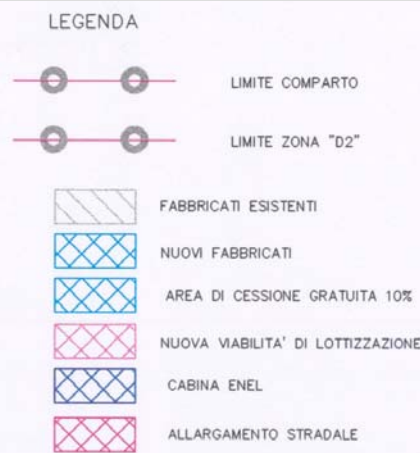 LEGENDA
LIMITE COMPARTO
LIMITE ZONA "D2"
FABBRICATI ESISTENTI
NUOVI FABBRICATI
AREA DI CESSIONE GRATUITA 10%
NUOVA VIABILITA' DI LOTTIZZAZIONE
CABINA ENEL
ALLARGAMENTO STRADALE